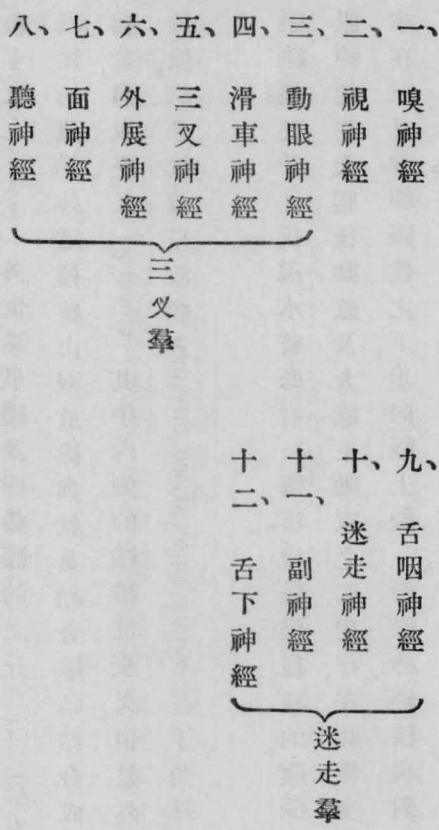 一、嗅神經
二、視神經
三、動眼神經
四、滑車神經
五、三叉神經
六、外展神經
七、面神經
八、聽神經
三叉羣
九、舌咽神經
十、迷走神經
十一、副神經
十二、舌下神經
迷走羣